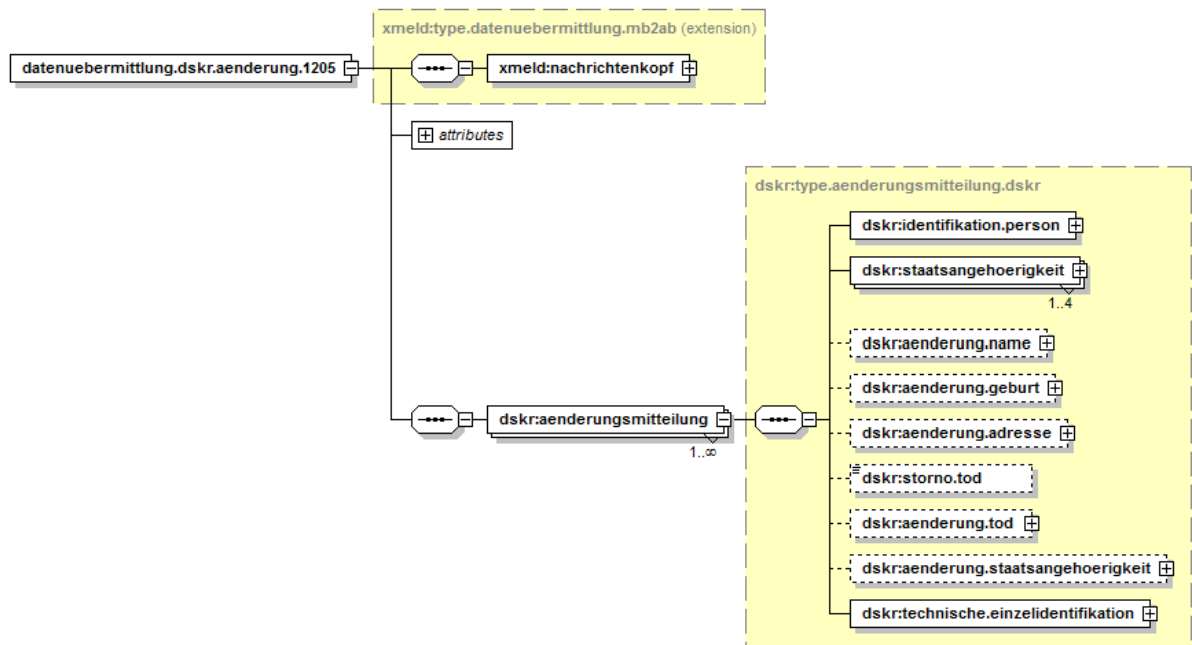 xmeld:type.datenuebermittlung.mb2ab (extension)
datenuebermittlung.dskr.aenderung.1205
xmeld:nachrichtenkopf
attributes
dskr:type.aenderungsmitteilung.dskr
dskr:identifikation.person
dskr:staatsangehoerigkeit
1..4
dskr:aenderung.name
dskr:aenderung.geburt
dskr:aenderungsmitteilung
1..∞
dskr:aenderung.adresse
dskr:storno.tod
dskr:aenderung.tod
dskr:aenderung.staatsangehoerigkeit
dskr:technische.einzelidentifikation